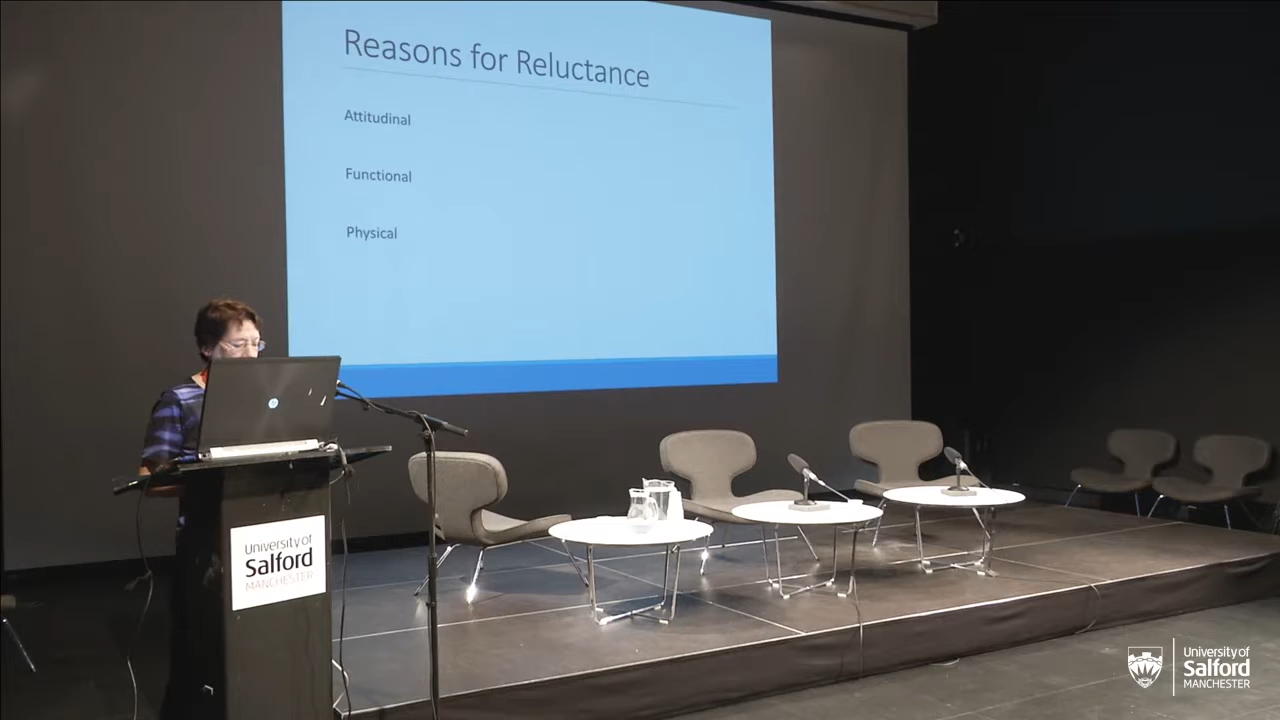 Reasons for Reluctance
Attitudinal
Functional
Physical
University of
Salford
MANCHESTER
University of
Salford
MANCHESTER